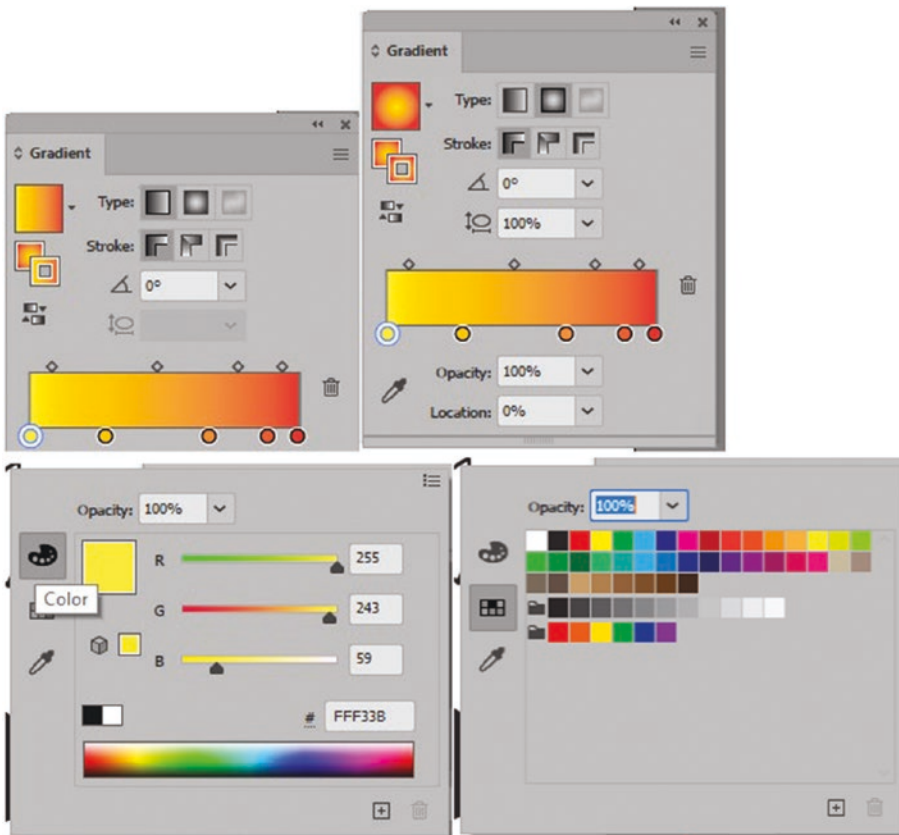 Gradient
Type:
Stroke:
0°
Gradient
Type:
Stroke:
0°
100%
Opacity: 100%
Location: 0%
Opacity: 100%
R 255
Color
G 243
B 59
# FFF33B
Opacity: 100%